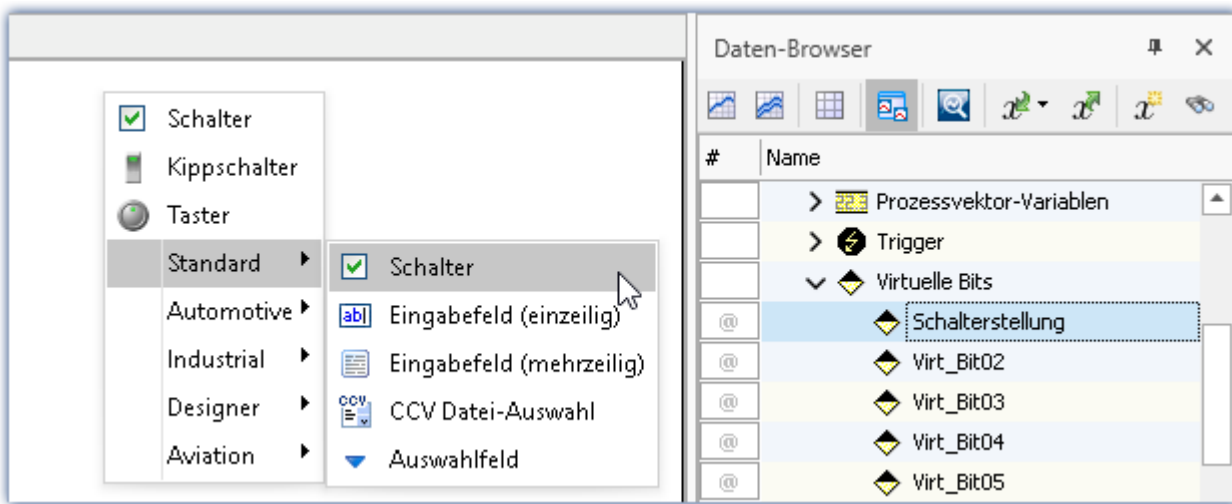 Schalter
Kippschalter
Taster
Standard
Automotive
Industrial
Designer
Aviation
Schalter
Eingabefeld (einzeilig)
Eingabefeld (mehrzeilig)
CCV Datei-Auswahl
Auswahlfeld
Daten-Browser
# Name
Prozessvektor-Variablen
Trigger
Virtuelle Bits
@ Schalterstellung
@ Virt_Bit02
@ Virt_Bit03
@ Virt_Bit04
@ Virt_Bit05